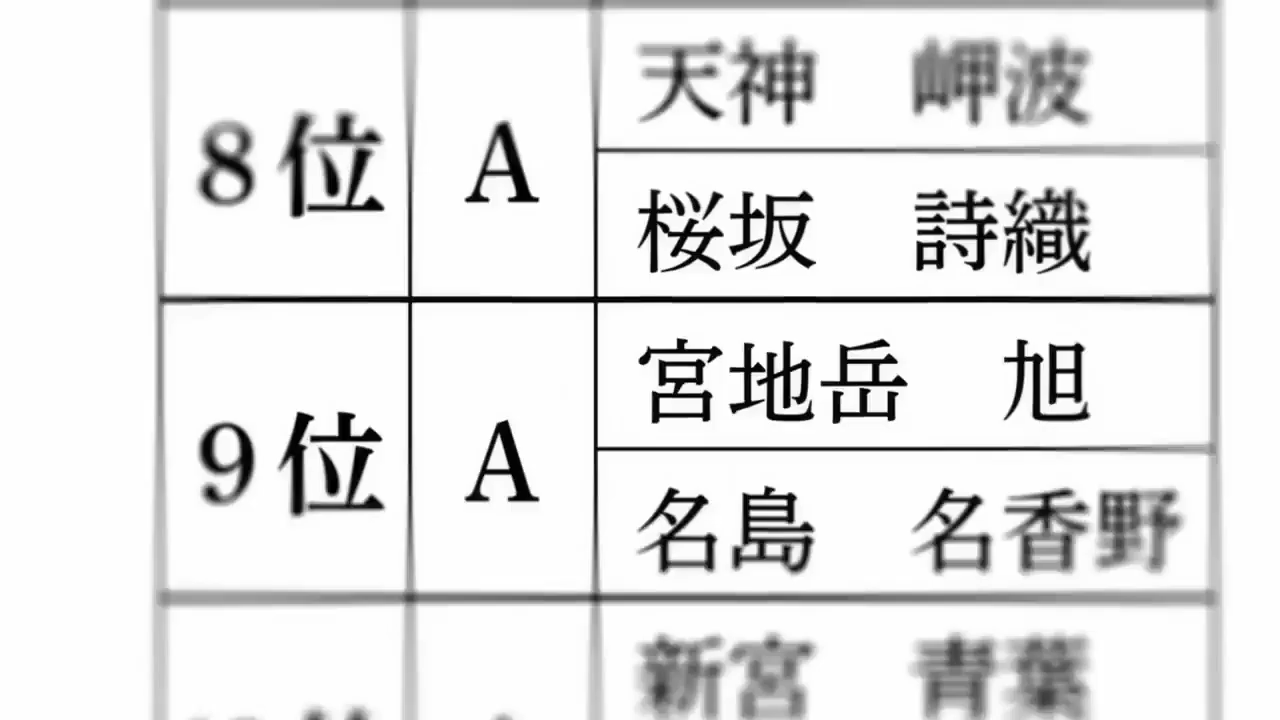 天神　岬波
8位　A
桜坂　詩織
宮地岳　旭
9位　A
名島　名香野
新宮　青葉